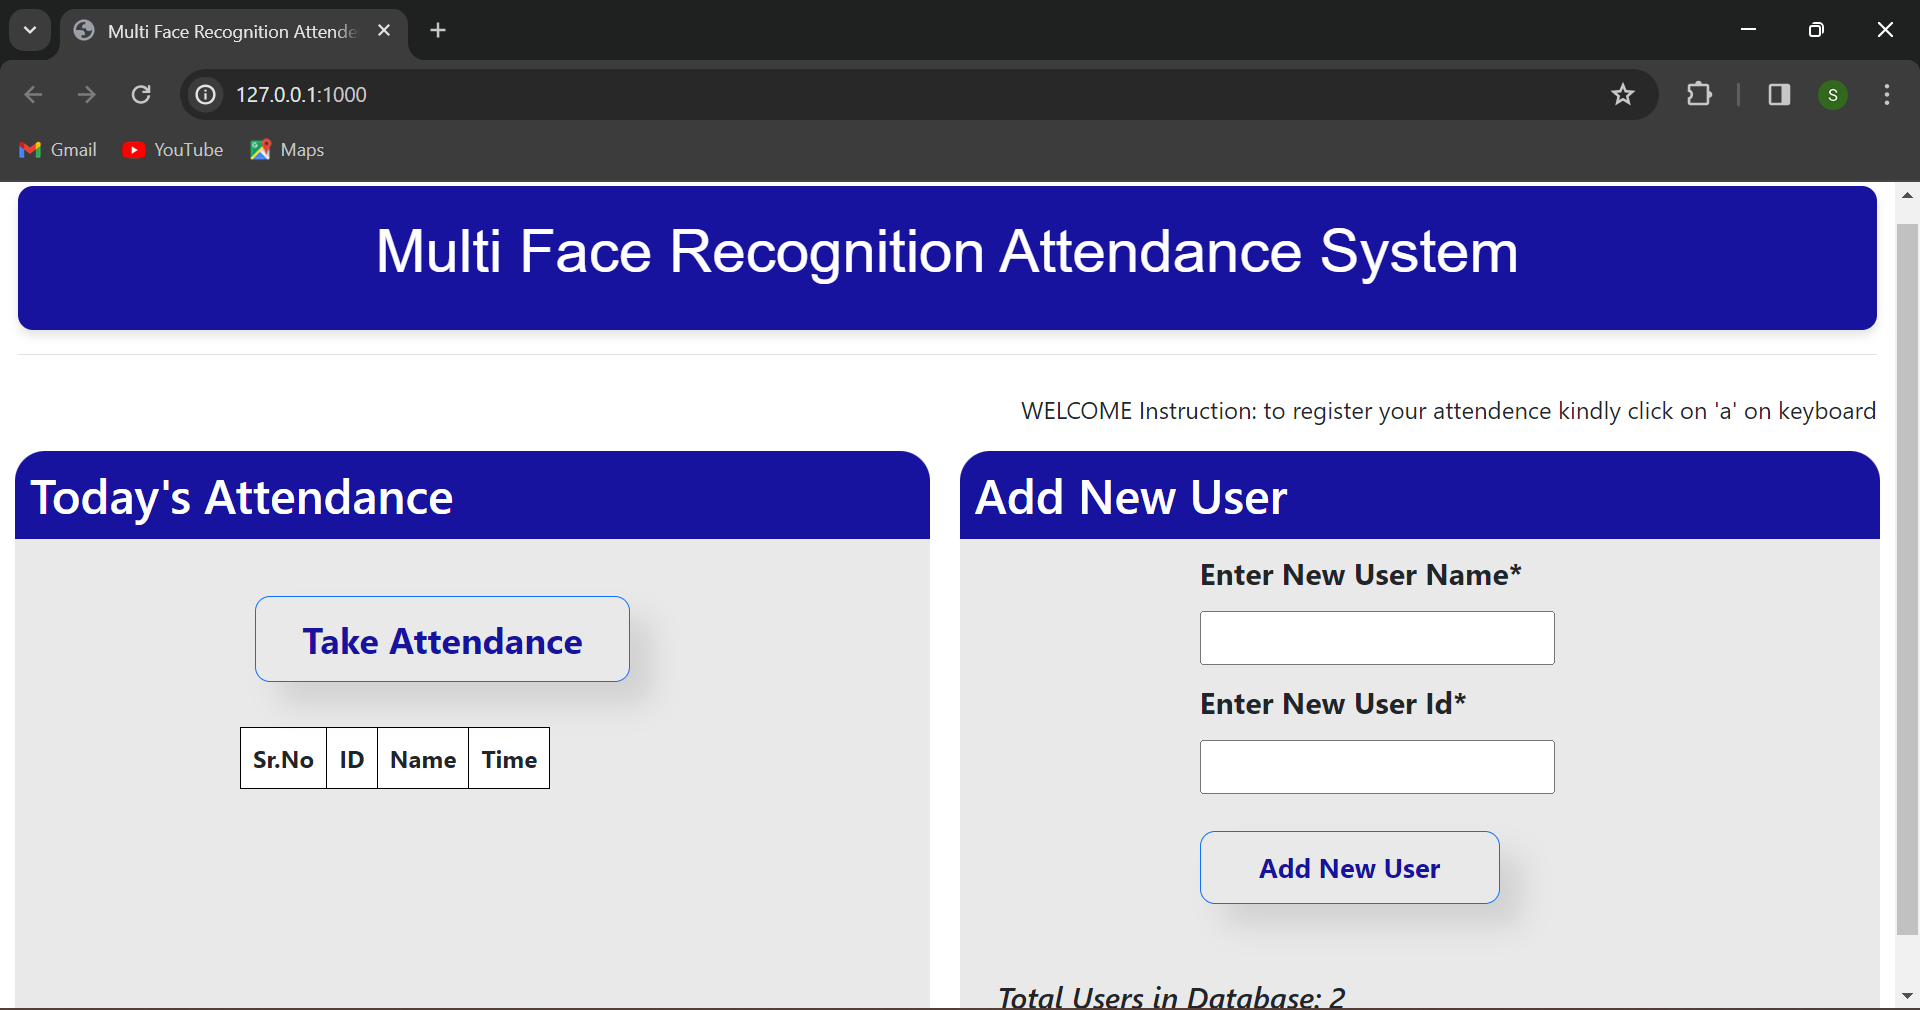 Multi Face Recognition Attende
127.0.0.1:1000
S
Gmail
YouTube
Maps
Multi Face Recognition Attendance System
WELCOME Instruction: to register your attendence kindly click on 'a' on keyboard
Today's Attendance
Take Attendance
Sr.No ID Name Time
Add New User
Enter New User Name*
Enter New User Id*
Add New User
Total Users in Database: 2